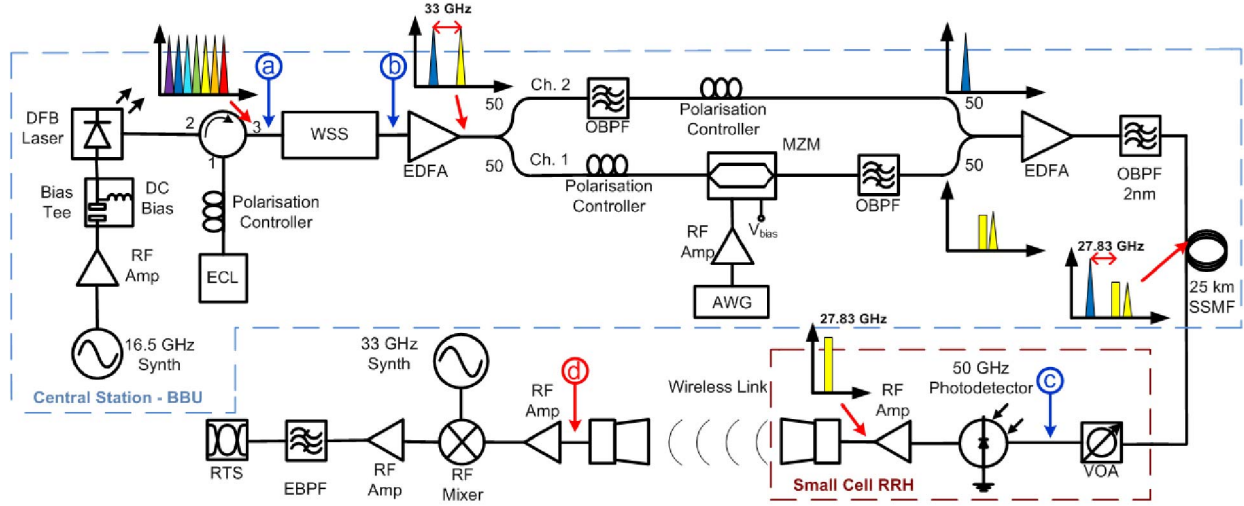 33 GHz
a
b
DFB
Laser
2
3
1
WSS
EDFA
50
50
Ch. 2
OBPF
Polarisation
Controller
50
50
EDFA
OBPF
2nm
Ch. 1
Polarisation
Controller
MZM
OBPF
Bias
Tee
DC
Bias
Polarisation
Controller
RF
Amp
Vbias
AWG
RF
Amp
ECL
16.5 GHz
Synth
27.83 GHz
25 km
SSMF
Central Station - BBU
33 GHz
Synth
RF
Amp
d
Wireless Link
27.83 GHz
RF
Amp
50 GHz
Photodetector
c
VOA
Small Cell RRH
RTS
EBPF
RF
Amp
RF
Mixer